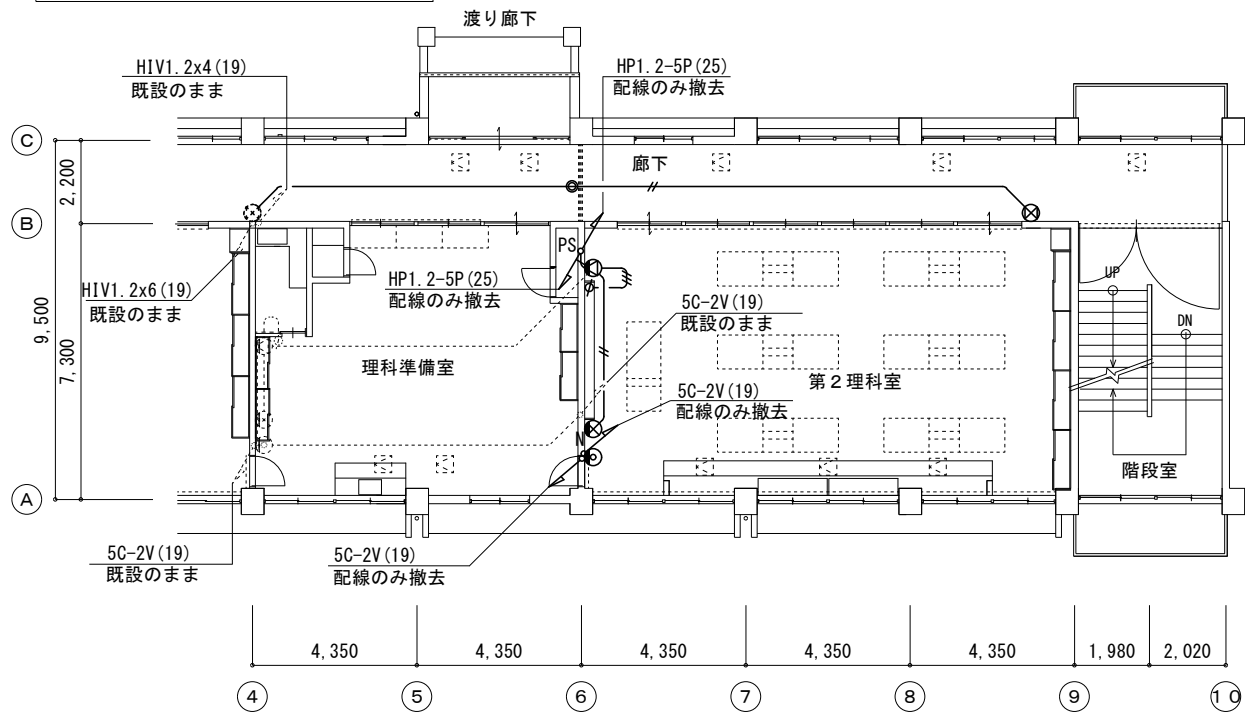 渡り廊下
HIV1.2x4(19)
既設のまま
HP1.2-5P(25)
配線のみ撤去
C
2,200
廊下
B
PS
UP
HP1.2-5P(25)
配線のみ撤去
HIV1.2x6(19)
既設のまま
5C-2V(19)
既設のまま
DN
9,500
7,300
理科準備室
第2理科室
5C-2V(19)
配線のみ撤去
N
階段室
A
5C-2V(19)
既設のまま
5C-2V(19)
配線のみ撤去
4,350
4,350
4,350
4,350
4,350
1,980
2,020
4
5
6
7
8
9
10